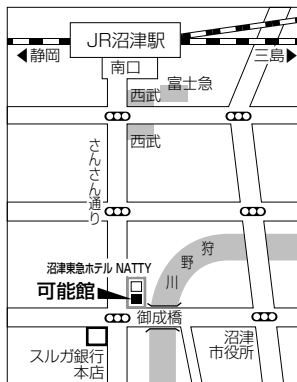 JR沼津駅
◀静岡
三島▶
南口
富士急
西武
西武
さんさん通り
狩野川
沼津東急ホテル NATTY
可能館
御成橋
スルガ銀行
本店
沼津
市役所